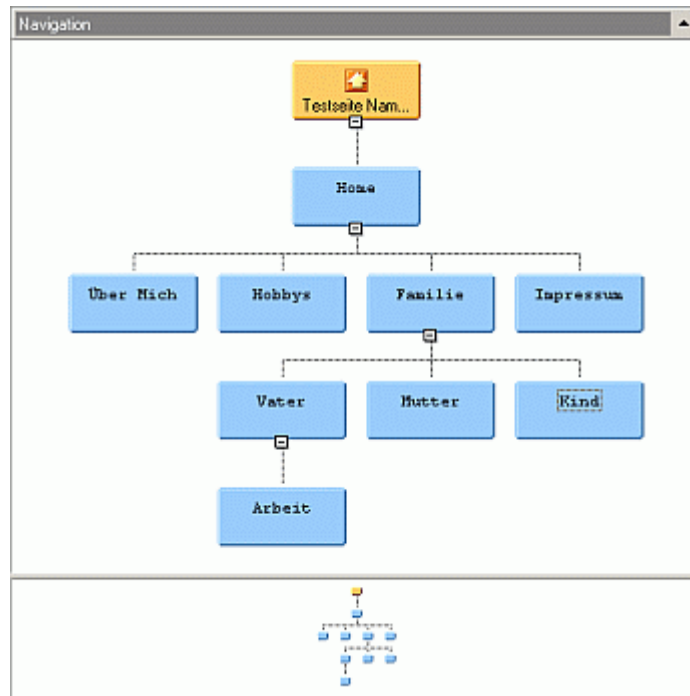 Navigation
Testseite Nam...
Home
Über Mich
Hobbys
Familie
Impressum
Vater
Mutter
Kind
Arbeit